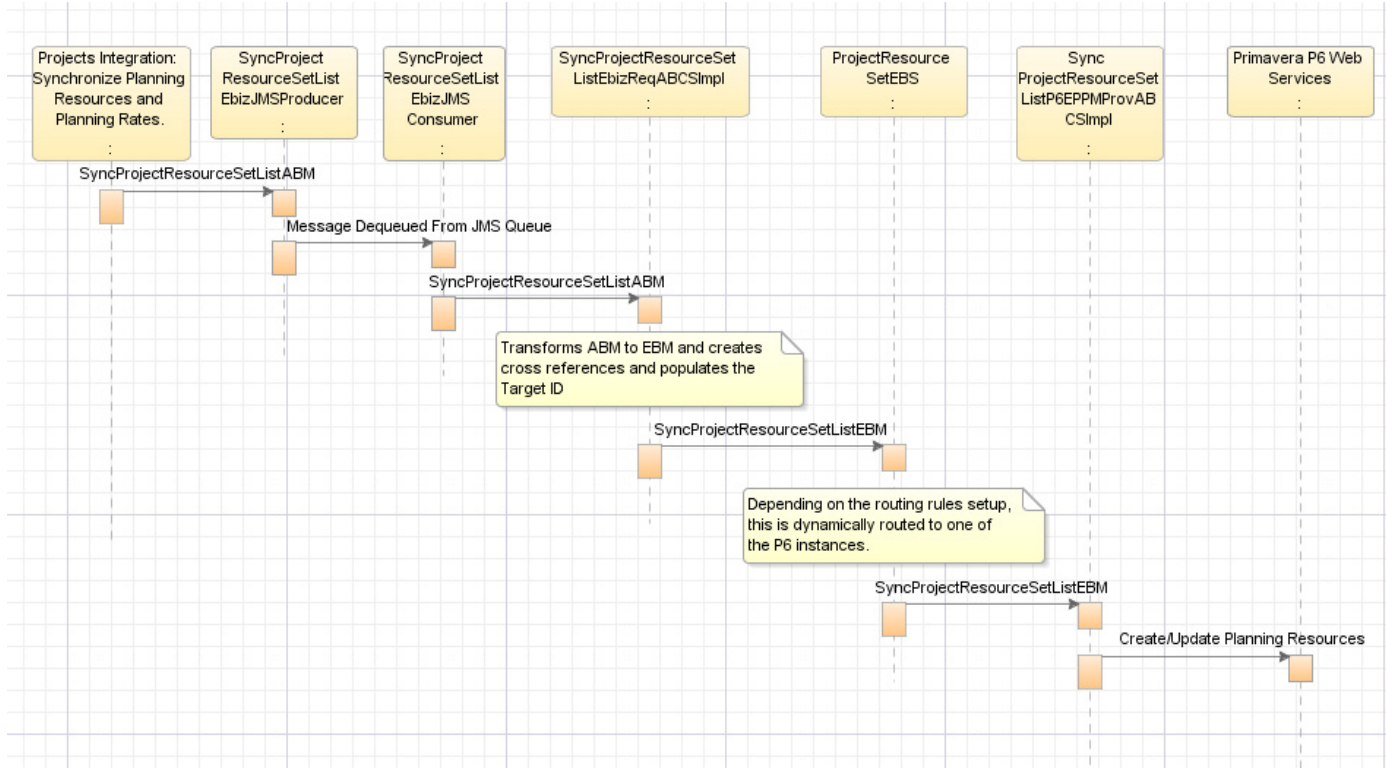 Projects Integration:
Synchronize Planning
Resources and
Planning Rates.
:
SyncProject
ResourceSetList
EbizJMSProducer
:
SyncProject
ResourceSetList
EbizJMS
Consumer
:
SyncProjectResourceSet
ListEbizReqABCSImpl
:
ProjectResource
SetEBS
:
Sync
ProjectResourceSet
ListP6EPPMProvAB
CSImpl
:
Primavera P6 Web
Services
:
SyncProjectResourceSetListABM
Message Dequeued From JMS Queue
SyncProjectResourceSetListABM
Transforms ABM to EBM and creates
cross references and populates the
Target ID
SyncProjectResourceSetListEBM
Depending on the routing rules setup,
this is dynamically routed to one of
the P6 instances.
SyncProjectResourceSetListEBM
Create/Update Planning Resources